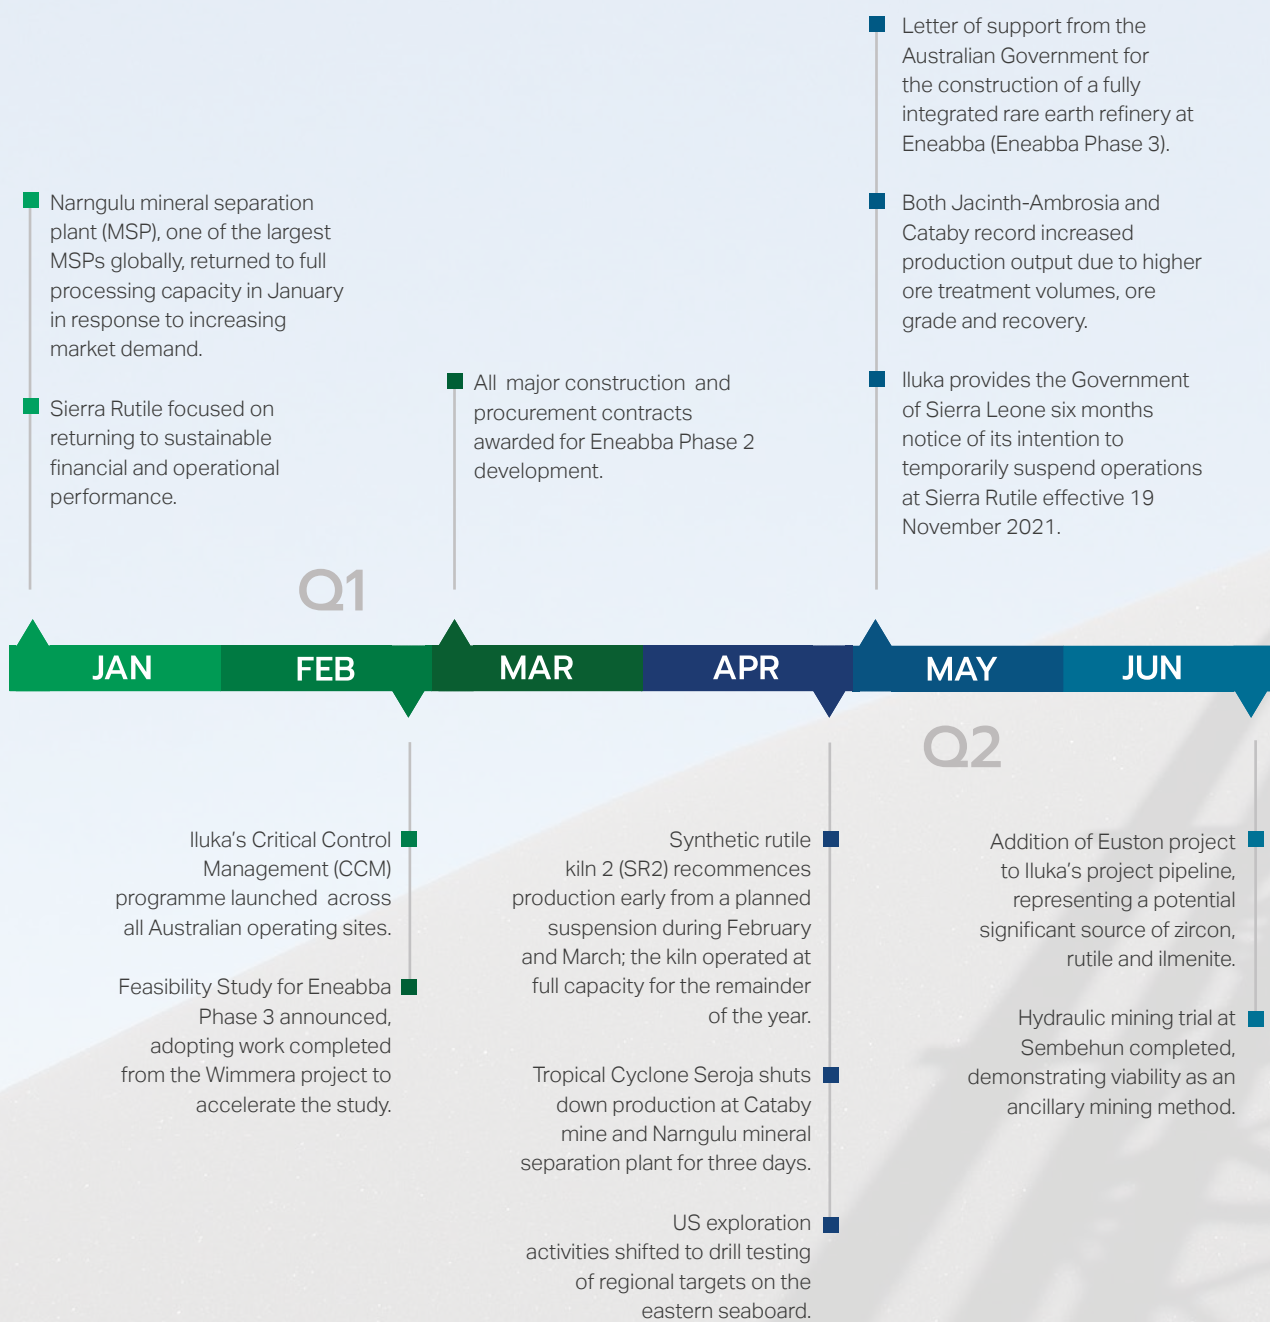 Narngulu mineral separation
plant (MSP), one of the largest
MSPs globally, returned to full
processing capacity in January
in response to increasing
market demand.
Sierra Rutile focused on
returning to sustainable
financial and operational
performance.
All major construction and
procurement contracts
awarded for Eneabba Phase 2
development.
Letter of support from the
Australian Government for
the construction of a fully
integrated rare earth refinery at
Eneabba (Eneabba Phase 3).
Both Jacinth-Ambrosia and
Cataby record increased
production output due to higher
ore treatment volumes, ore
grade and recovery.
Iluka provides the Government
of Sierra Leone six months
notice of its intention to
temporarily suspend operations
at Sierra Rutile effective 19
November 2021.
Q1
JAN
FEB
MAR
APR
MAY
JUN
Q2
Iluka's Critical Control
Management (CCM)
programme launched across
all Australian operating sites.
Feasibility Study for Eneabba
Phase 3 announced,
adopting work completed
from the Wimmera project to
accelerate the study.
Synthetic rutile
kiln 2 (SR2) recommences
production early from a planned
suspension during February
and March; the kiln operated at
full capacity for the remainder
of the year.
Tropical Cyclone Seroja shuts
down production at Cataby
mine and Narngulu mineral
separation plant for three days.
US exploration
activities shifted to drill testing
of regional targets on the
eastern seaboard.
Addition of Euston project
to Iluka's project pipeline,
representing a potential
significant source of zircon,
rutile and ilmenite.
Hydraulic mining trial at
Sembehun completed,
demonstrating viability as an
ancillary mining method.